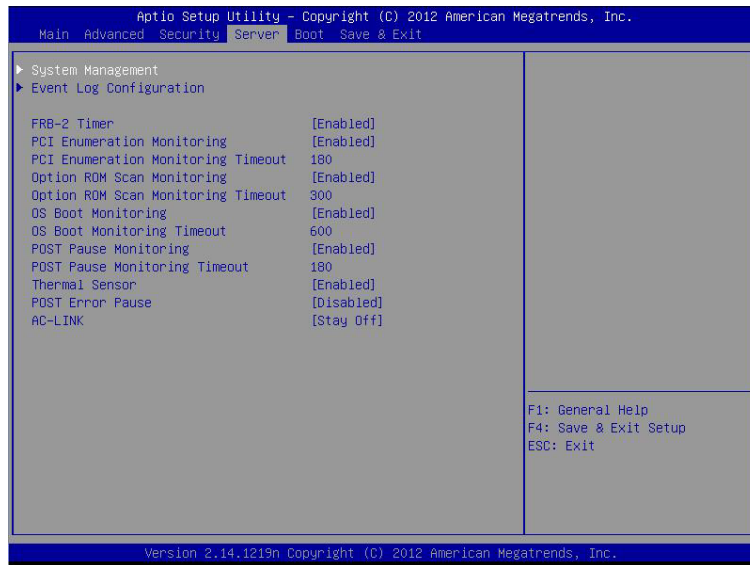 Aptio Setup Utility – Copyright (C) 2012 American Megatrends, Inc.
Main Advanced Security Server Boot Save & Exit
System Management
Event Log Configuration
FRB-2 Timer [Enabled]
PCI Enumeration Monitoring [Enabled]
PCI Enumeration Monitoring Timeout 180
Option ROM Scan Monitoring [Enabled]
Option ROM Scan Monitoring Timeout 300
OS Boot Monitoring [Enabled]
OS Boot Monitoring Timeout 600
POST Pause Monitoring [Enabled]
POST Pause Monitoring Timeout 180
Thermal Sensor [Enabled]
POST Error Pause [Disabled]
AC-LINK [Stay Off]
F1: General Help
F4: Save & Exit Setup
ESC: Exit
Version 2.14.1219n Copyright (C) 2012 American Megatrends, Inc.